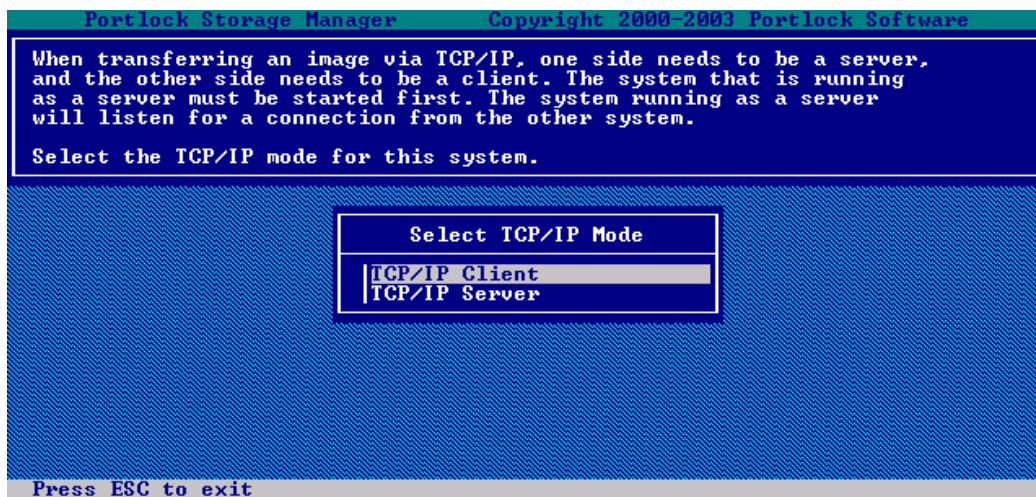 Portlock Storage Manager Copyright 2000-2003 Portlock Software
When transferring an image via TCP/IP, one side needs to be a server,
and the other side needs to be a client. The system that is running
as a server must be started first. The system running as a server
will listen for a connection from the other system.
Select the TCP/IP mode for this system.
Select TCP/IP Mode
TCP/IP Client
TCP/IP Server
Press ESC to exit